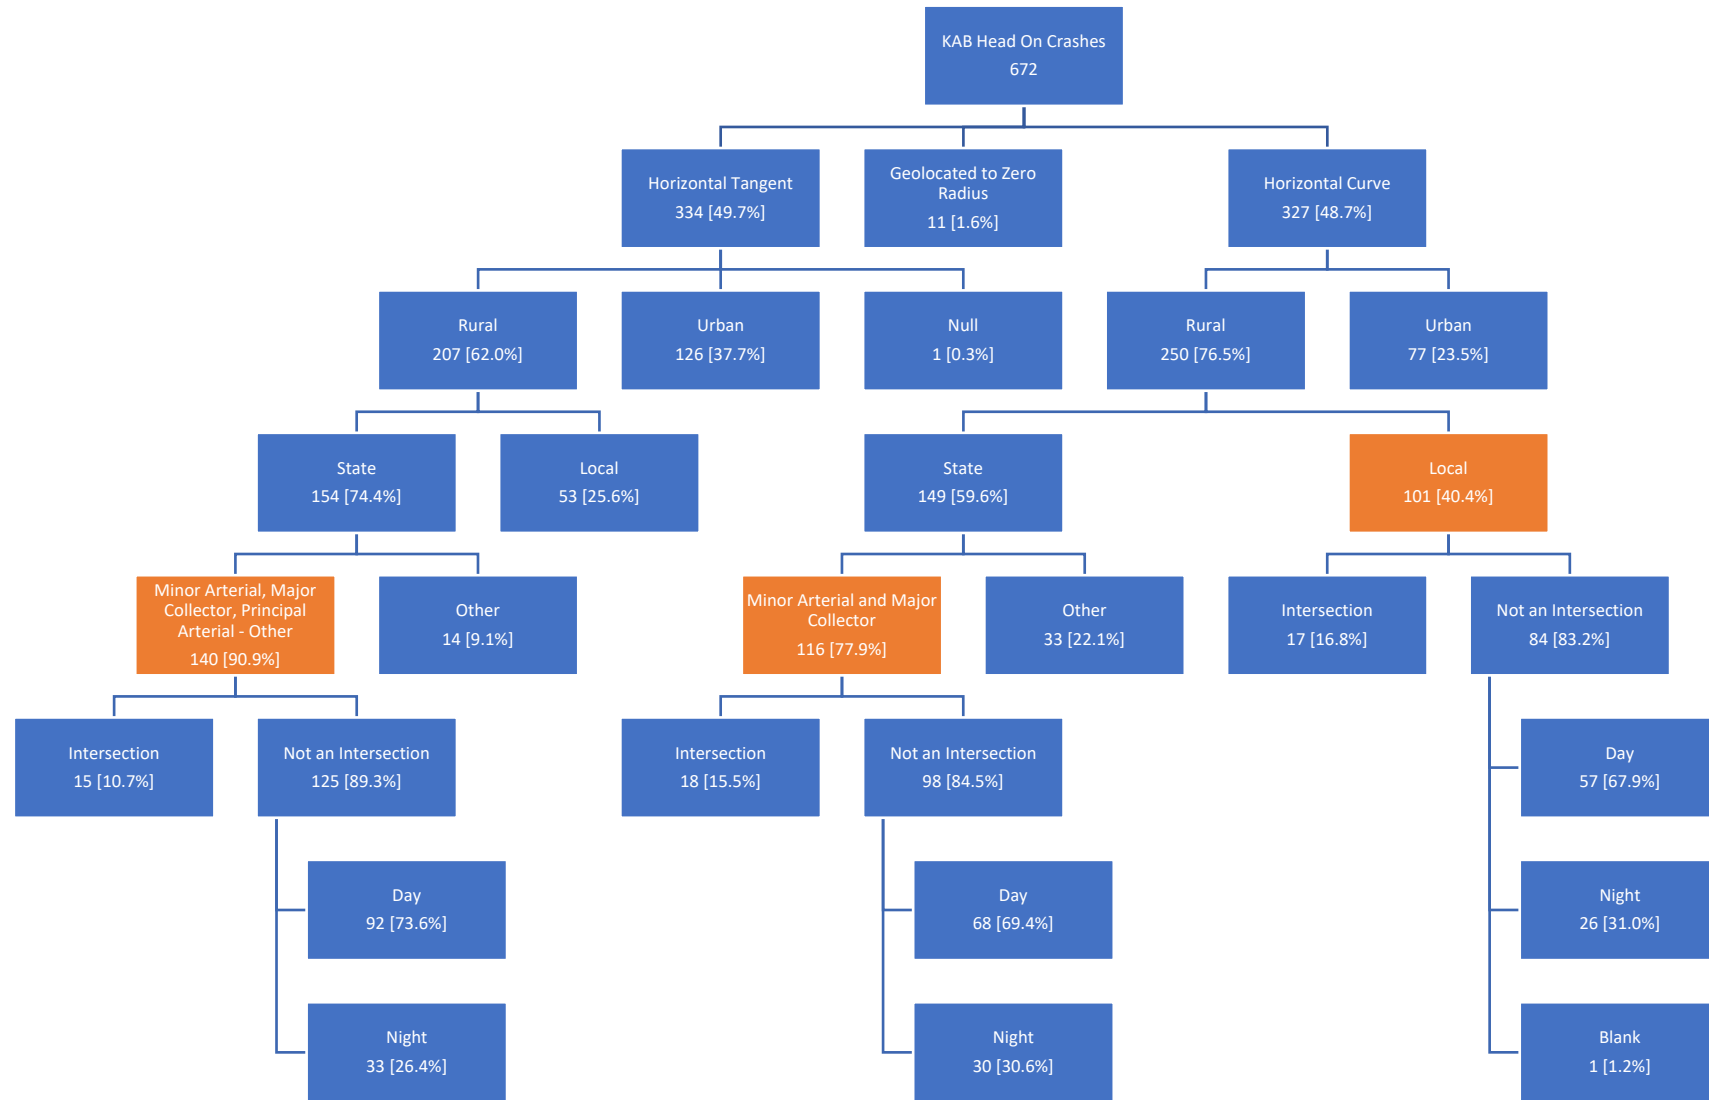 KAB Head On Crashes
672
Horizontal Tangent
334 [49.7%]
Geolocated to Zero
Radius
11 [1.6%]
Horizontal Curve
327 [48.7%]
Rural
207 [62.0%]
Urban
126 [37.7%]
Null
1 [0.3%]
Rural
250 [76.5%]
Urban
77 [23.5%]
State
154 [74.4%]
Local
53 [25.6%]
State
149 [59.6%]
Local
101 [40.4%]
Minor Arterial, Major
Collector, Principal
Arterial - Other
140 [90.9%]
Other
14 [9.1%]
Minor Arterial and Major
Collector
116 [77.9%]
Other
33 [22.1%]
Intersection
17 [16.8%]
Not an Intersection
84 [83.2%]
Intersection
15 [10.7%]
Not an Intersection
125 [89.3%]
Intersection
18 [15.5%]
Not an Intersection
98 [84.5%]
Day
57 [67.9%]
Day
92 [73.6%]
Day
68 [69.4%]
Night
26 [31.0%]
Night
33 [26.4%]
Night
30 [30.6%]
Blank
1 [1.2%]